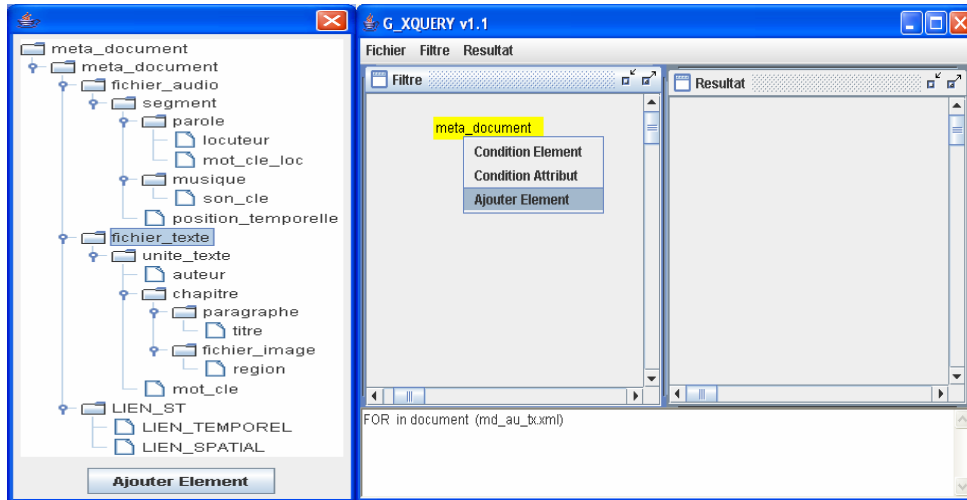 meta_document
meta_document
fichier_audio
segment
parole
locuteur
mot_cle_loc
musique
son_cle
position_temporelle
fichier_texte
unite_texte
auteur
chapitre
paragraphe
titre
fichier_image
region
mot_cle
LIEN_ST
LIEN_TEMPOREL
LIEN_SPATIAL
Ajouter Element
G_XQUERY v1.1
Fichier Filtre Resultat
Filtre
meta_document
Condition Element
Condition Attribut
Ajouter Element
Resultat
FOR in document (md_au_tx.xml)